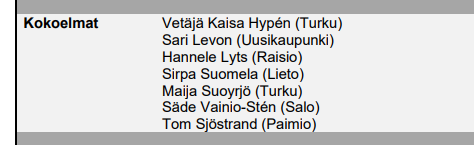 Kokoelmat Vetäjä Kaisa Hypén (Turku)
Sari Levon (Uusikaupunki)
Hannele Lyts (Raisio)
Sirpa Suomela (Lieto)
Maija Suoyrjö (Turku)
Säde Vainio-Stén (Salo)
Tom Sjöstrand (Paimio)